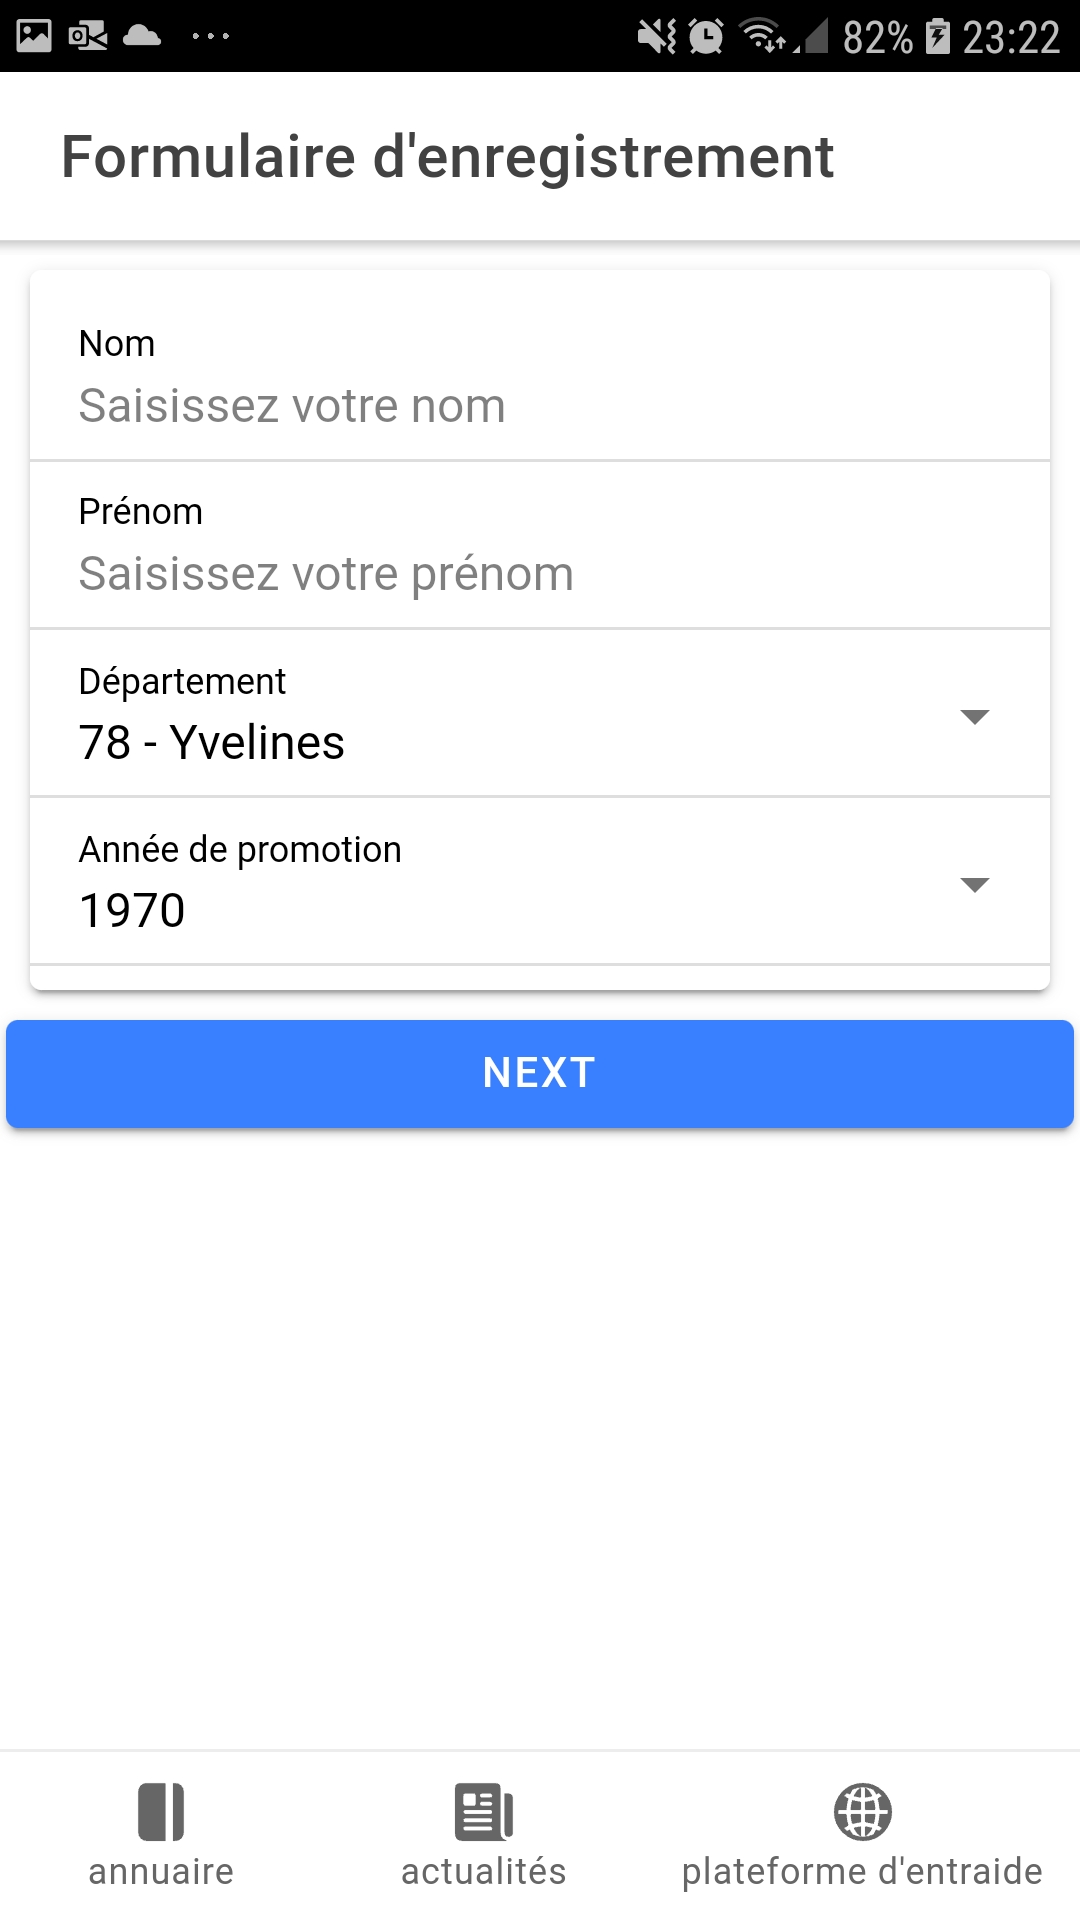 82% 23:22
Formulaire d'enregistrement
Nom
Saisissez votre nom
Prénom
Saisissez votre prénom
Département
78 - Yvelines
Année de promotion
1970
NEXT
annuaire actualités plateforme d'entraide